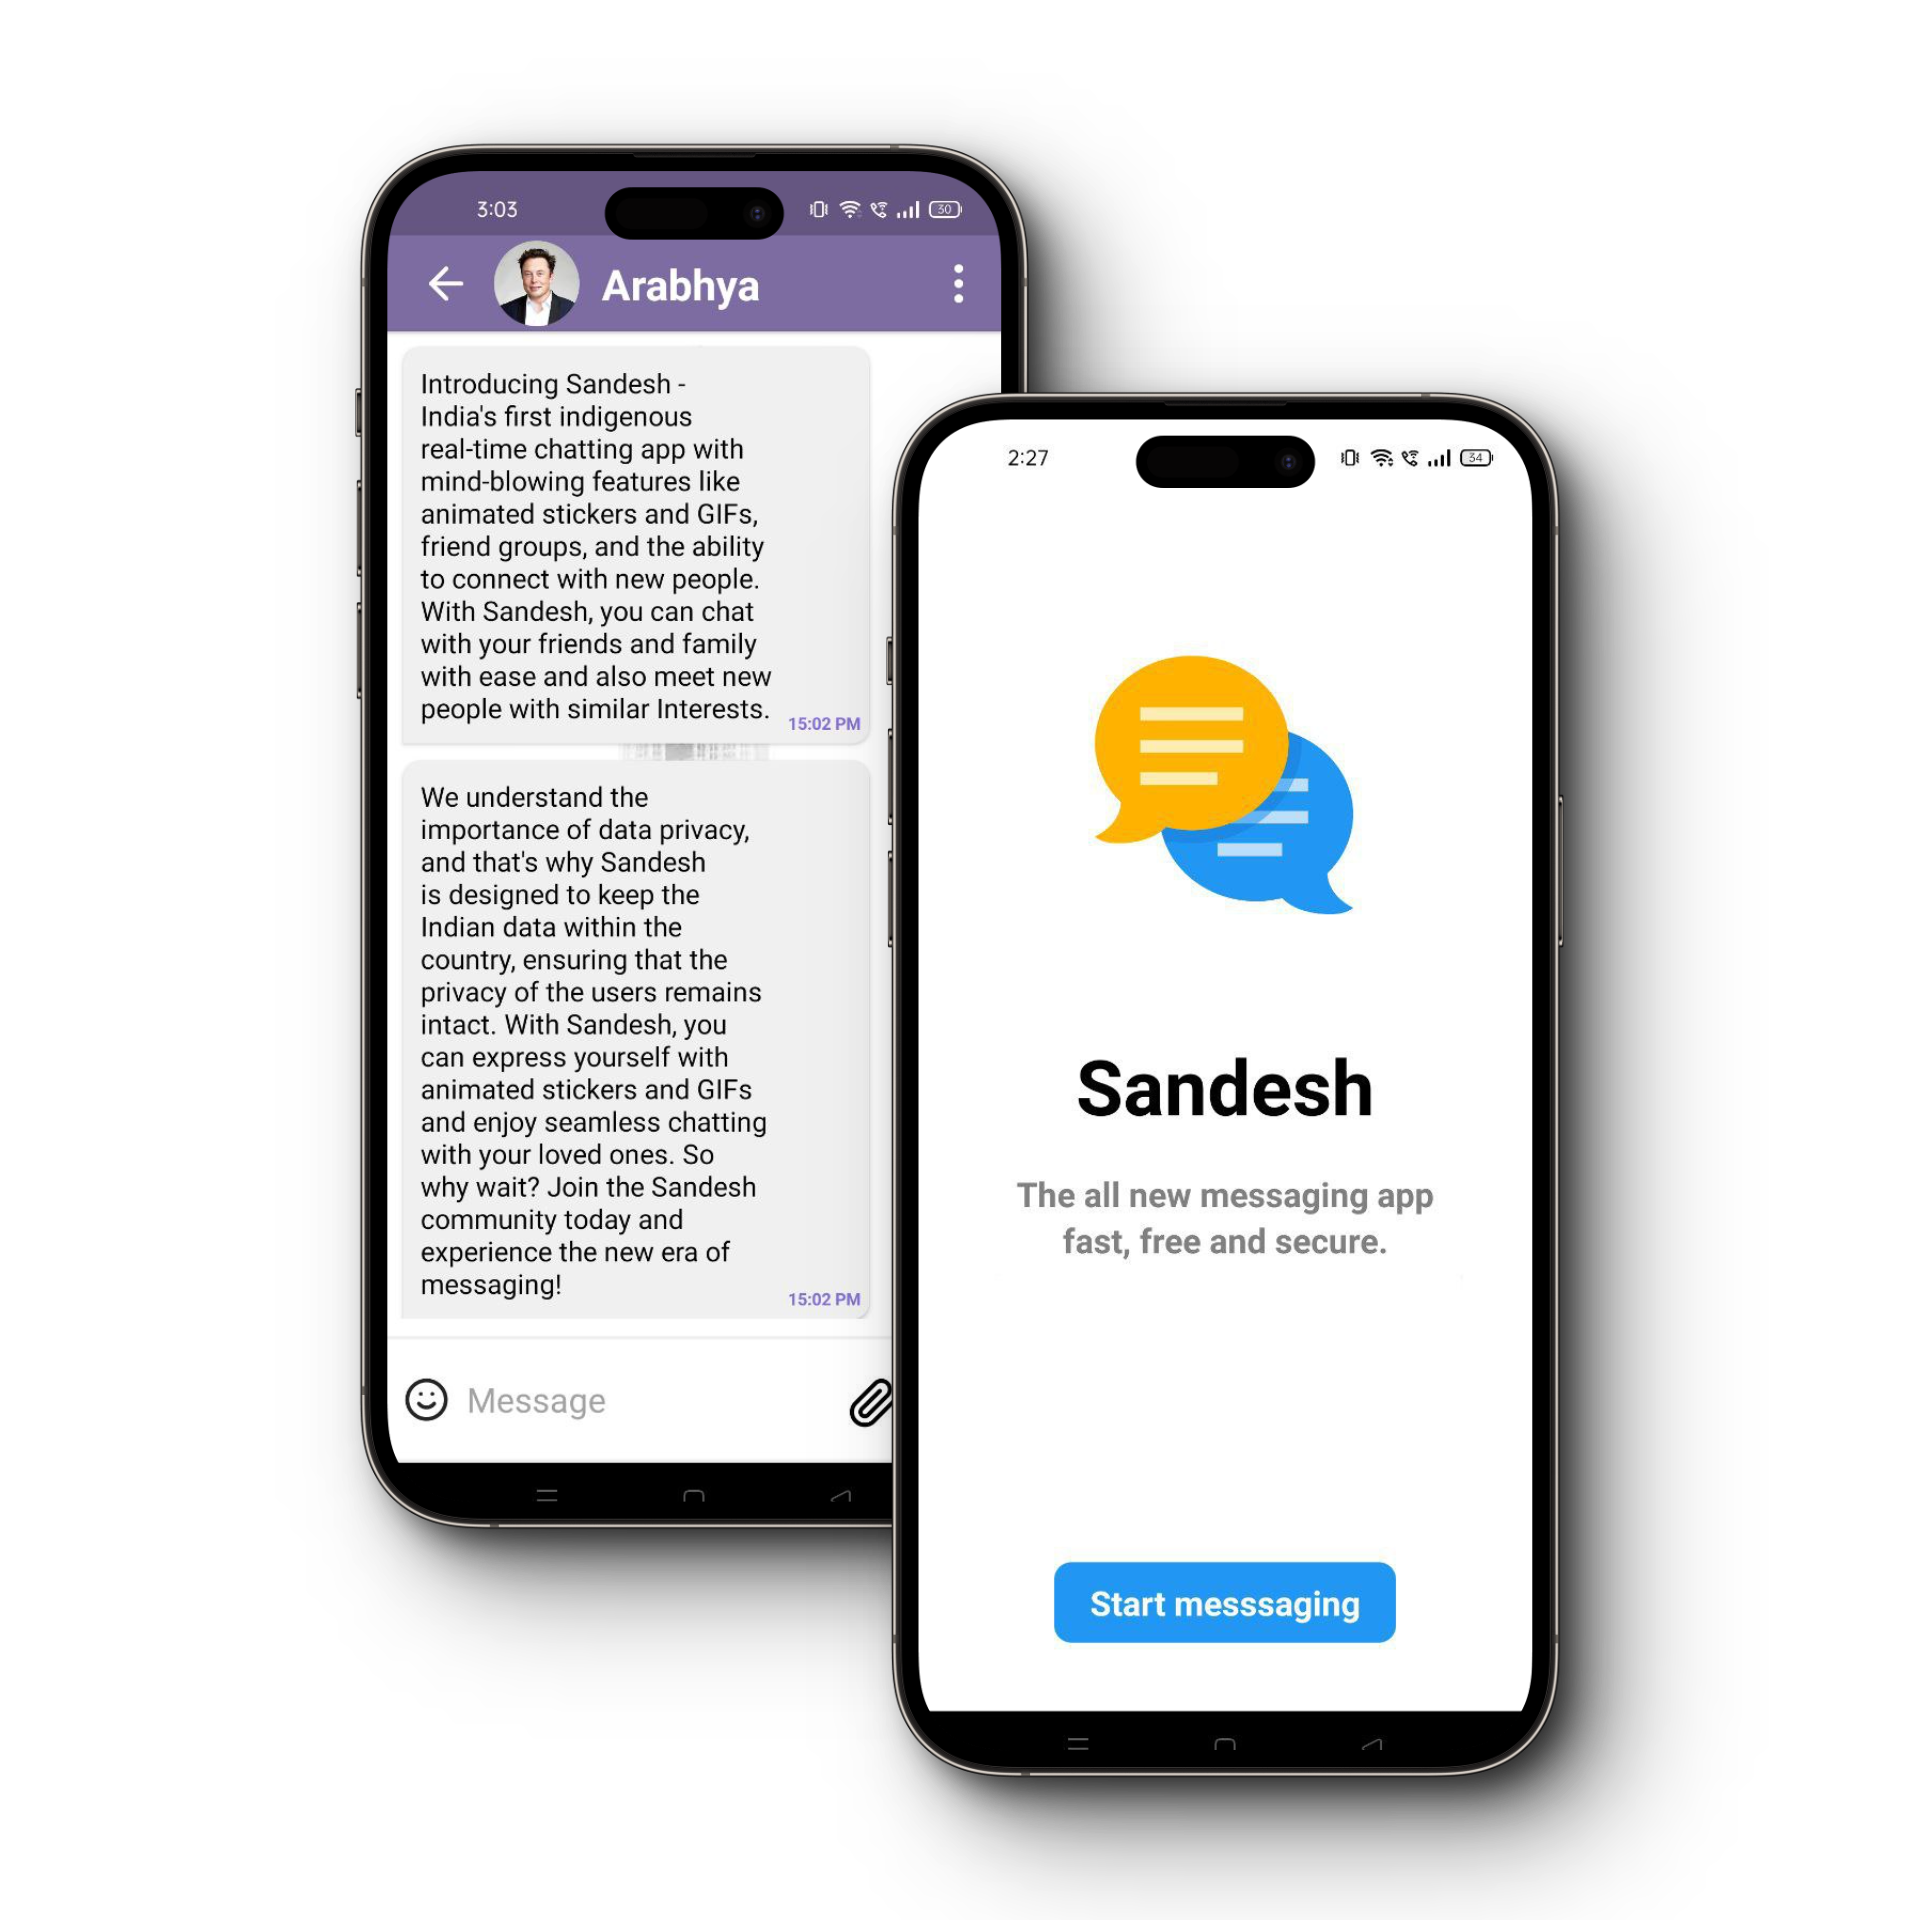 3:03
30
Arabhya
Introducing Sandesh -
India's first indigenous
real-time chatting app with
mind-blowing features like
animated stickers and GIFs,
friend groups, and the ability
to connect with new people.
With Sandesh, you can chat
with your friends and family
with ease and also meet new
people with similar Interests.
15:02 PM
We understand the
importance of data privacy,
and that's why Sandesh
is designed to keep the
Indian data within the
country, ensuring that the
privacy of the users remains
intact. With Sandesh, you
can express yourself with
animated stickers and GIFs
and enjoy seamless chatting
with your loved ones. So
why wait? Join the Sandesh
community today and
experience the new era of
messaging!
15:02 PM
Message
2:27
34
Sandesh
The all new messaging app
fast, free and secure.
Start messsaging